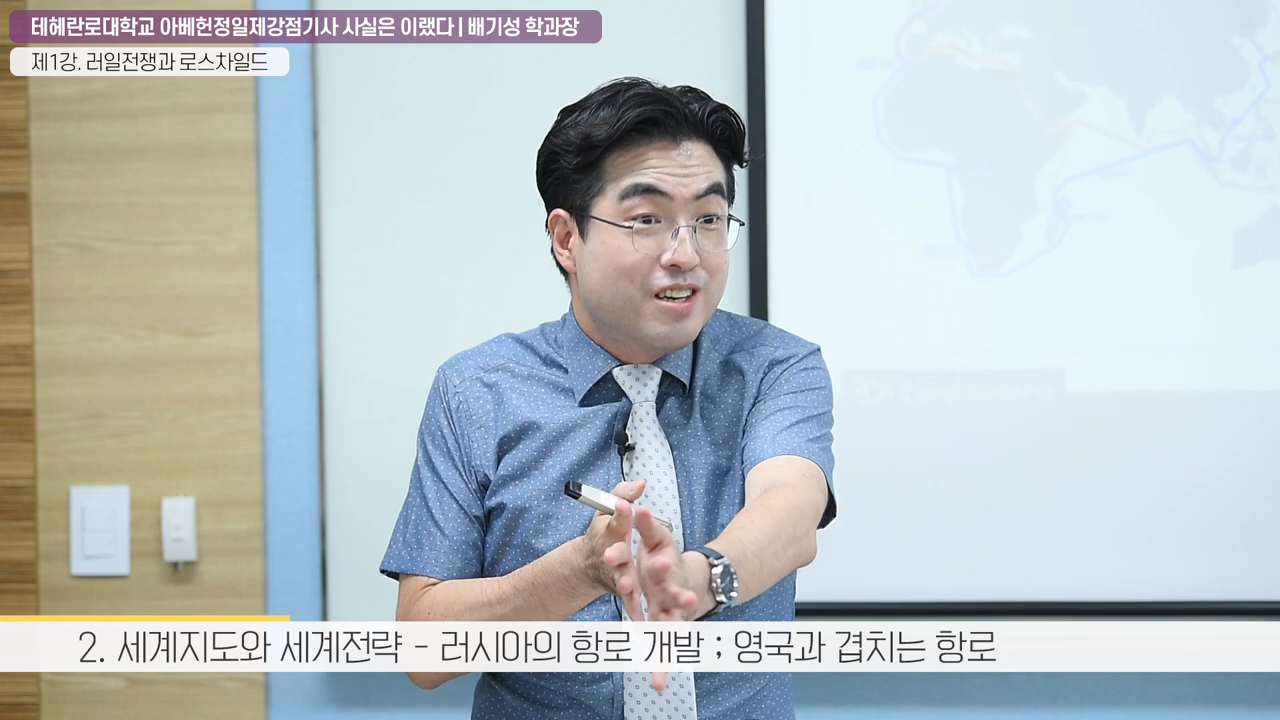 테헤란로대학교 아베헌정일제강점기사 사실은 이랬다 | 배기성 학과장
제1강. 러일전쟁과 로스차일드
2. 세계지도와 세계전략 - 러시아의 항로 개발 ; 영국과 겹치는 항로